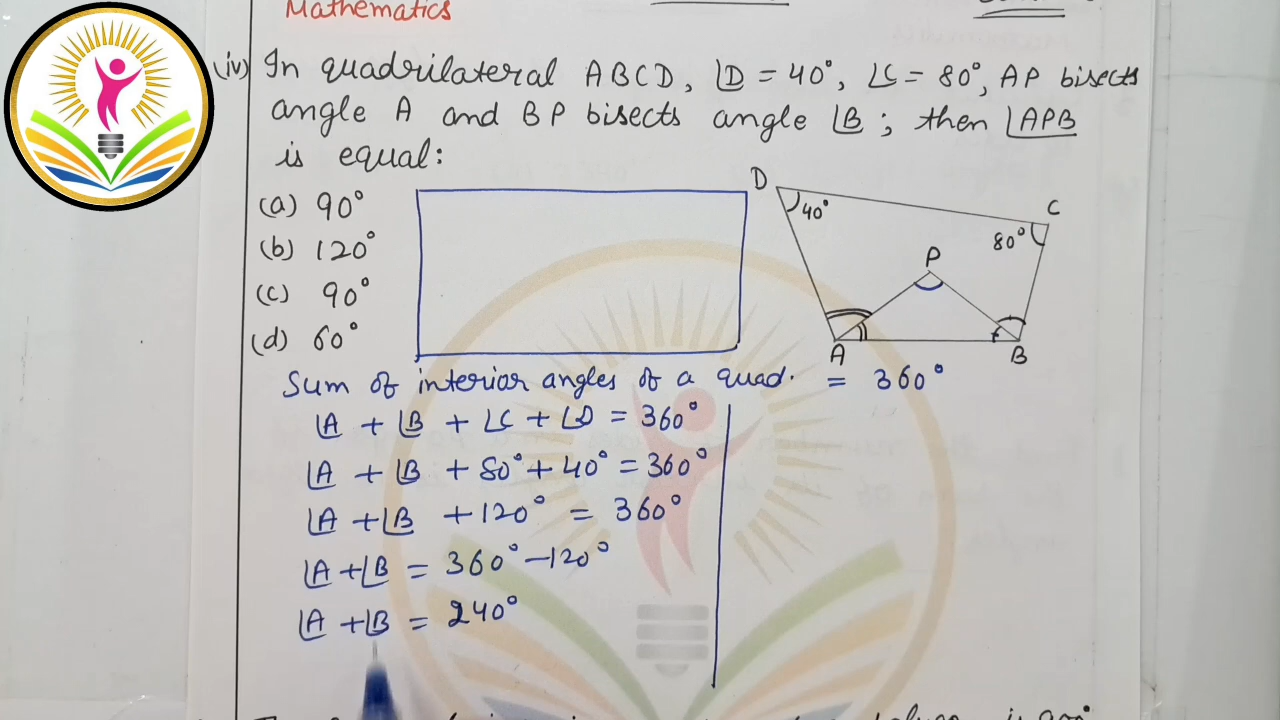 Mathematics
(iv) In quadrilateral ABCD, ∠D = 40°, ∠C = 80°, AP bisects
angle A and BP bisects angle ∠B; then ∠APB
is equal:
(a) 90°
(b) 120°
(c) 90°
(d) 60°
D
40°
C
80°
P
A
B
Sum of interior angles of a quad. = 360°
∠A + ∠B + ∠C + ∠D = 360°
∠A + ∠B + 80° + 40° = 360°
∠A + ∠B + 120° = 360°
∠A + ∠B = 360° - 120°
∠A + ∠B = 240°